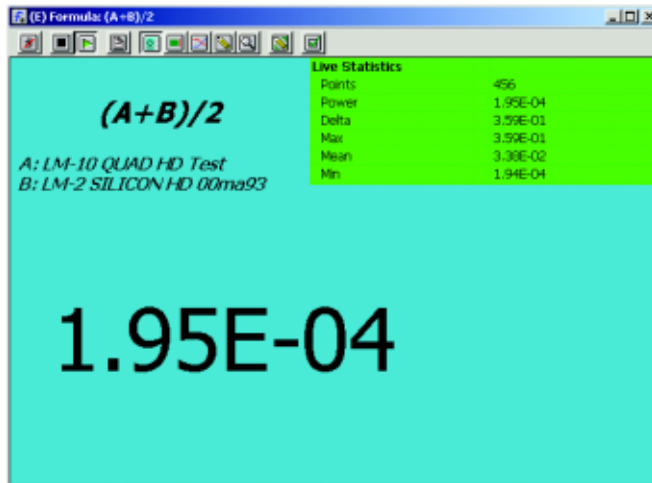 (E) Formula: (A+B)/2
Live Statistics
Points 456
Power 1.95E-04
Delta 3.59E-01
Max 3.59E-01
Mean 3.38E-02
Min 1.94E-04
(A+B)/2
A: LM-10 QUAD HD Test
B: LM-2 SILICON HD 00ma93
1.95E-04